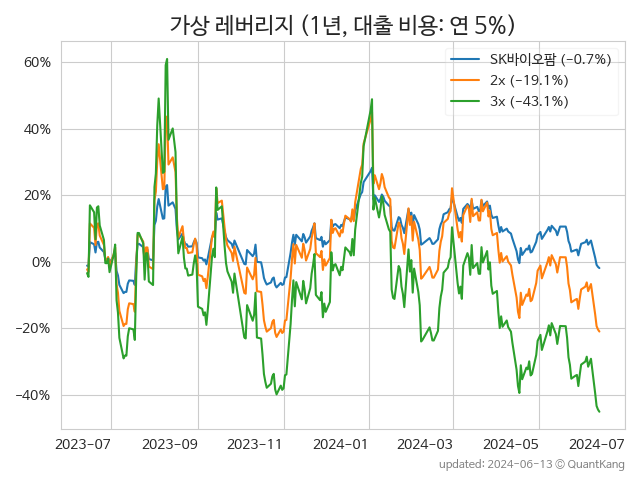 가상 레버리지 (1년, 대출 비용: 연 5%)
SK바이오팜 (−0.7%)
2x (−19.1%)
3x (−43.1%)
60%
40%
20%
0%
−20%
−40%
2023-07 2023-09 2023-11 2024-01 2024-03 2024-05 2024-07
updated: 2024-06-13 © QuantKang